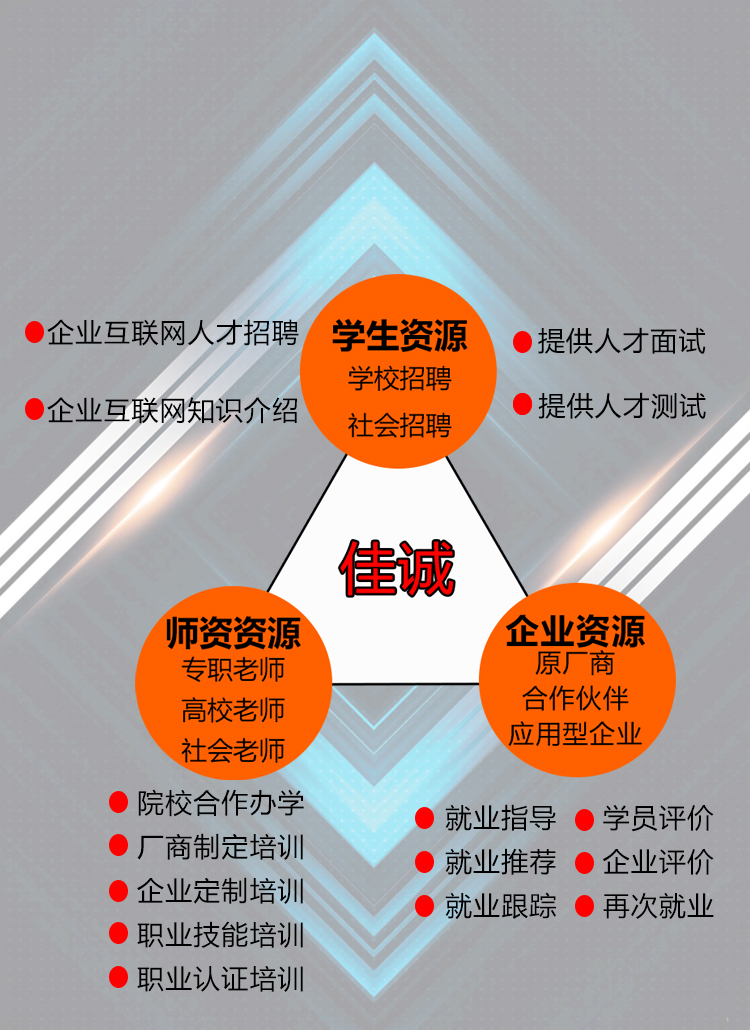 学生资源
学校招聘
社会招聘
企业互联网人才招聘
企业互联网知识介绍
提供人才面试
提供人才测试
佳诚
师资资源
专职老师
高校老师
社会老师
企业资源
原厂商
合作伙伴
应用型企业
院校合作办学
厂商制定培训
企业定制培训
职业技能培训
职业认证培训
就业指导
就业推荐
就业跟踪
学员评价
企业评价
再次就业